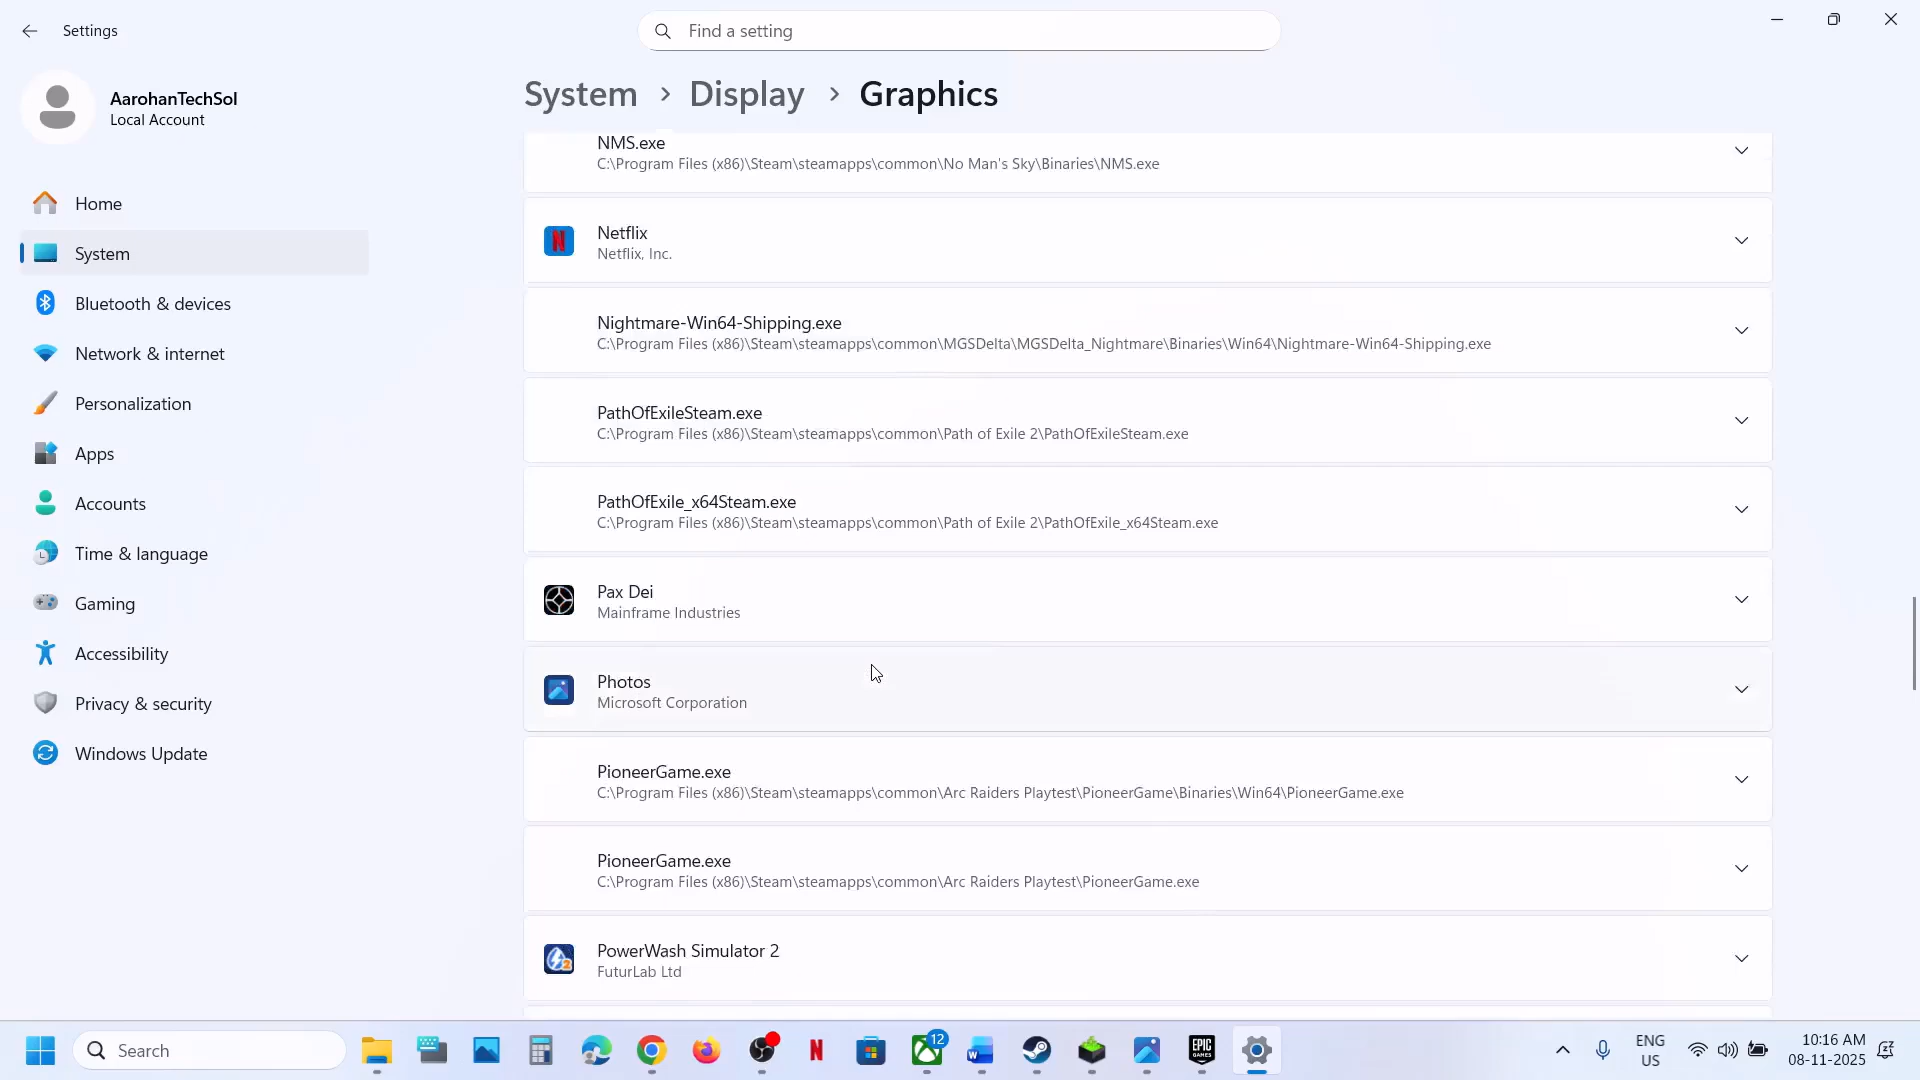 Settings
Find a setting
AarohanTechSol
Local Account
Home
System
Bluetooth & devices
Network & internet
Personalization
Apps
Accounts
Time & language
Gaming
Accessibility
Privacy & security
Windows Update
System > Display > Graphics
NMS.exe
C:\Program Files (x86)\Steam\steamapps\common\No Man's Sky\Binaries\NMS.exe
Netflix
Netflix, Inc.
Nightmare-Win64-Shipping.exe
C:\Program Files (x86)\Steam\steamapps\common\MGSDelta\MGSDelta_Nightmare\Binaries\Win64\Nightmare-Win64-Shipping.exe
PathOfExileSteam.exe
C:\Program Files (x86)\Steam\steamapps\common\Path of Exile 2\PathOfExileSteam.exe
PathOfExile_x64Steam.exe
C:\Program Files (x86)\Steam\steamapps\common\Path of Exile 2\PathOfExile_x64Steam.exe
Pax Dei
Mainframe Industries
Photos
Microsoft Corporation
PioneerGame.exe
C:\Program Files (x86)\Steam\steamapps\common\Arc Raiders Playtest\PioneerGame\Binaries\Win64\PioneerGame.exe
PioneerGame.exe
C:\Program Files (x86)\Steam\steamapps\common\Arc Raiders Playtest\PioneerGame.exe
PowerWash Simulator 2
FuturLab Ltd
Search
12
EPIC
GAMES
ENG
US
10:16 AM
08-11-2025